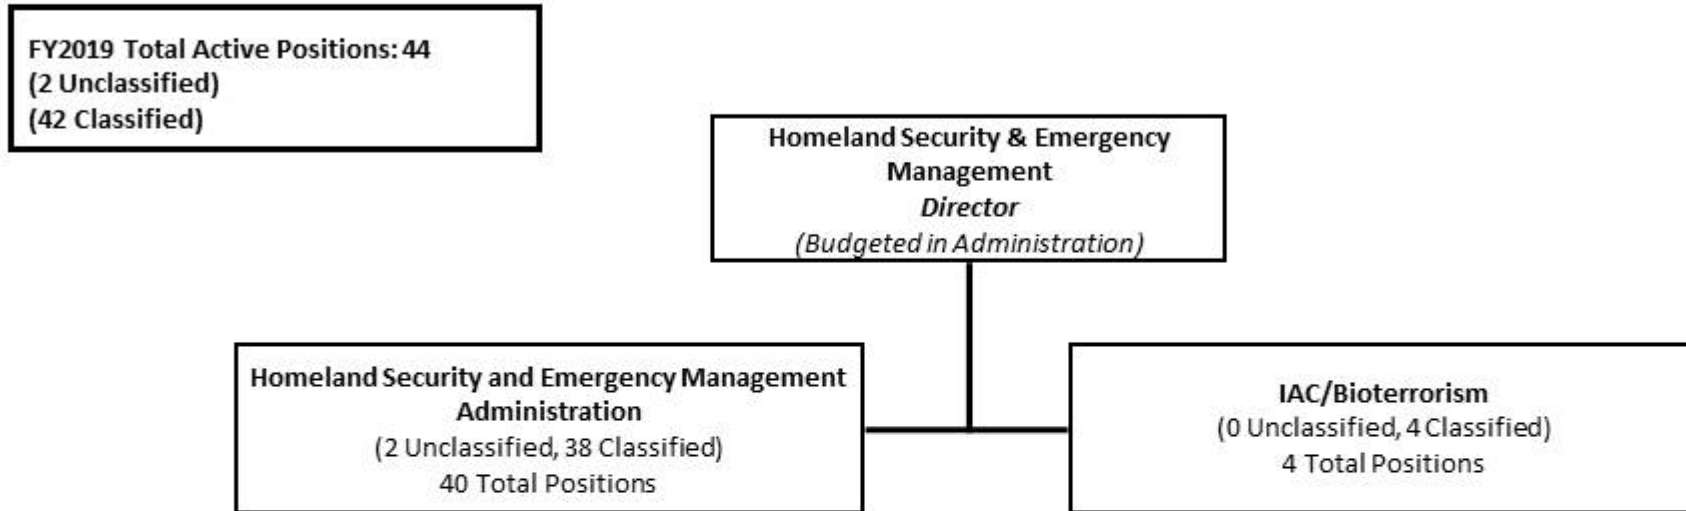 FY2019 Total Active Positions: 44
(2 Unclassified)
(42 Classified)
Homeland Security & Emergency
Management
Director
(Budgeted in Administration)
Homeland Security and Emergency Management
Administration
(2 Unclassified, 38 Classified)
40 Total Positions
IAC/Bioterrorism
(0 Unclassified, 4 Classified)
4 Total Positions